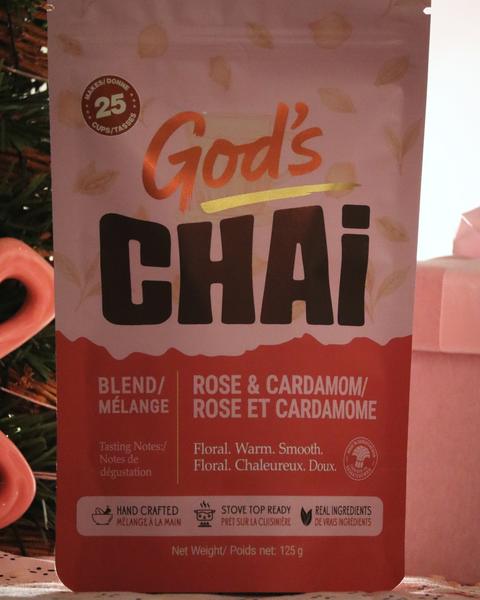 MAKES/DONNE
25
CUPS/TASSES
God's
CHAi
BLEND/
MÉLANGE
ROSE & CARDAMOM/
ROSE ET CARDAMOME
Tasting Notes:/
Notes de
dégustation
Floral. Warm. Smooth.
Floral. Chaleureux. Doux.
HAND CRAFTED
MÉLANGE À LA MAIN
STOVE TOP READY
PRÊT SUR LA CUISINIÈRE
REAL INGREDIENTS
DE VRAIS INGRÉDIENTS
Net Weight/ Poids net: 125 g